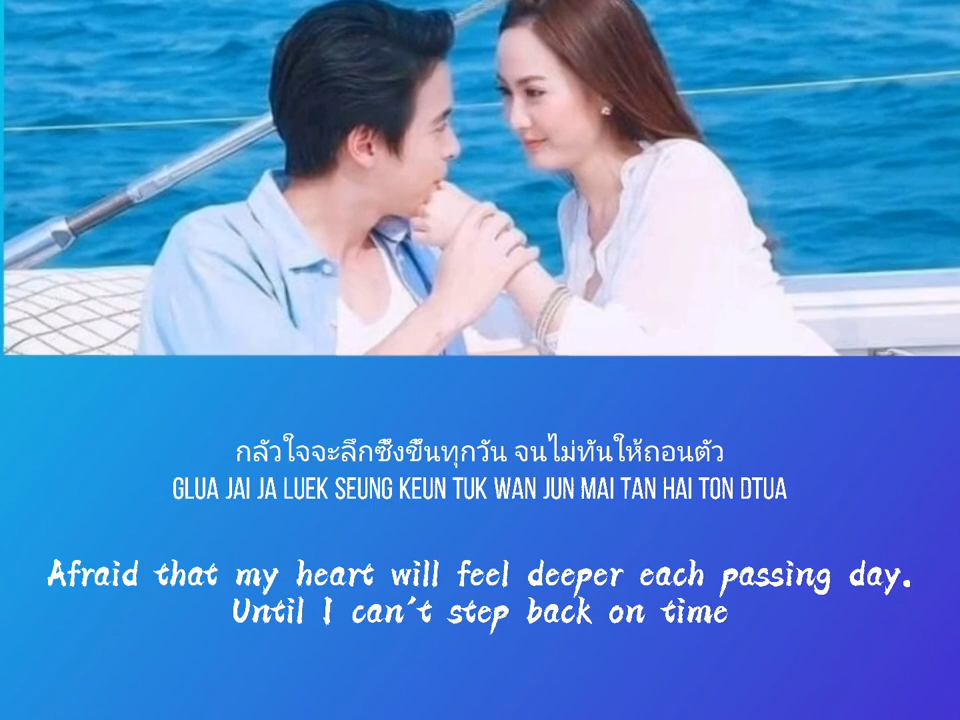 กลัวใจจะลึกซึ้งขึ้นทุกวัน จนไม่ทันให้ถอนตัว
GLUA JAI JA LUEK SEUNG KEUN TUK WAN JUN MAI TAN HAI TON DTUA
Afraid that my heart will feel deeper each passing day.
Until I can't step back on time